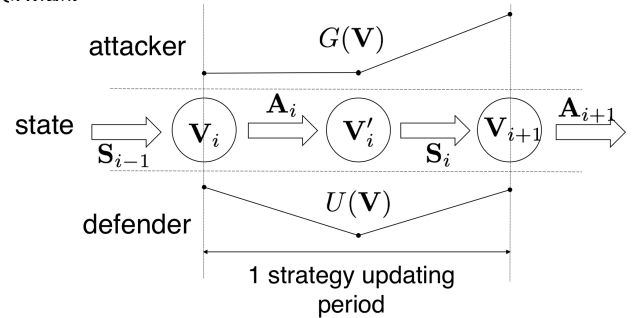 attacker
G(V)
state
S_{i−1}
V_i
A_i
V′_i
S_i
V_{i+1}
A_{i+1}
defender
U(V)
1 strategy updating
period